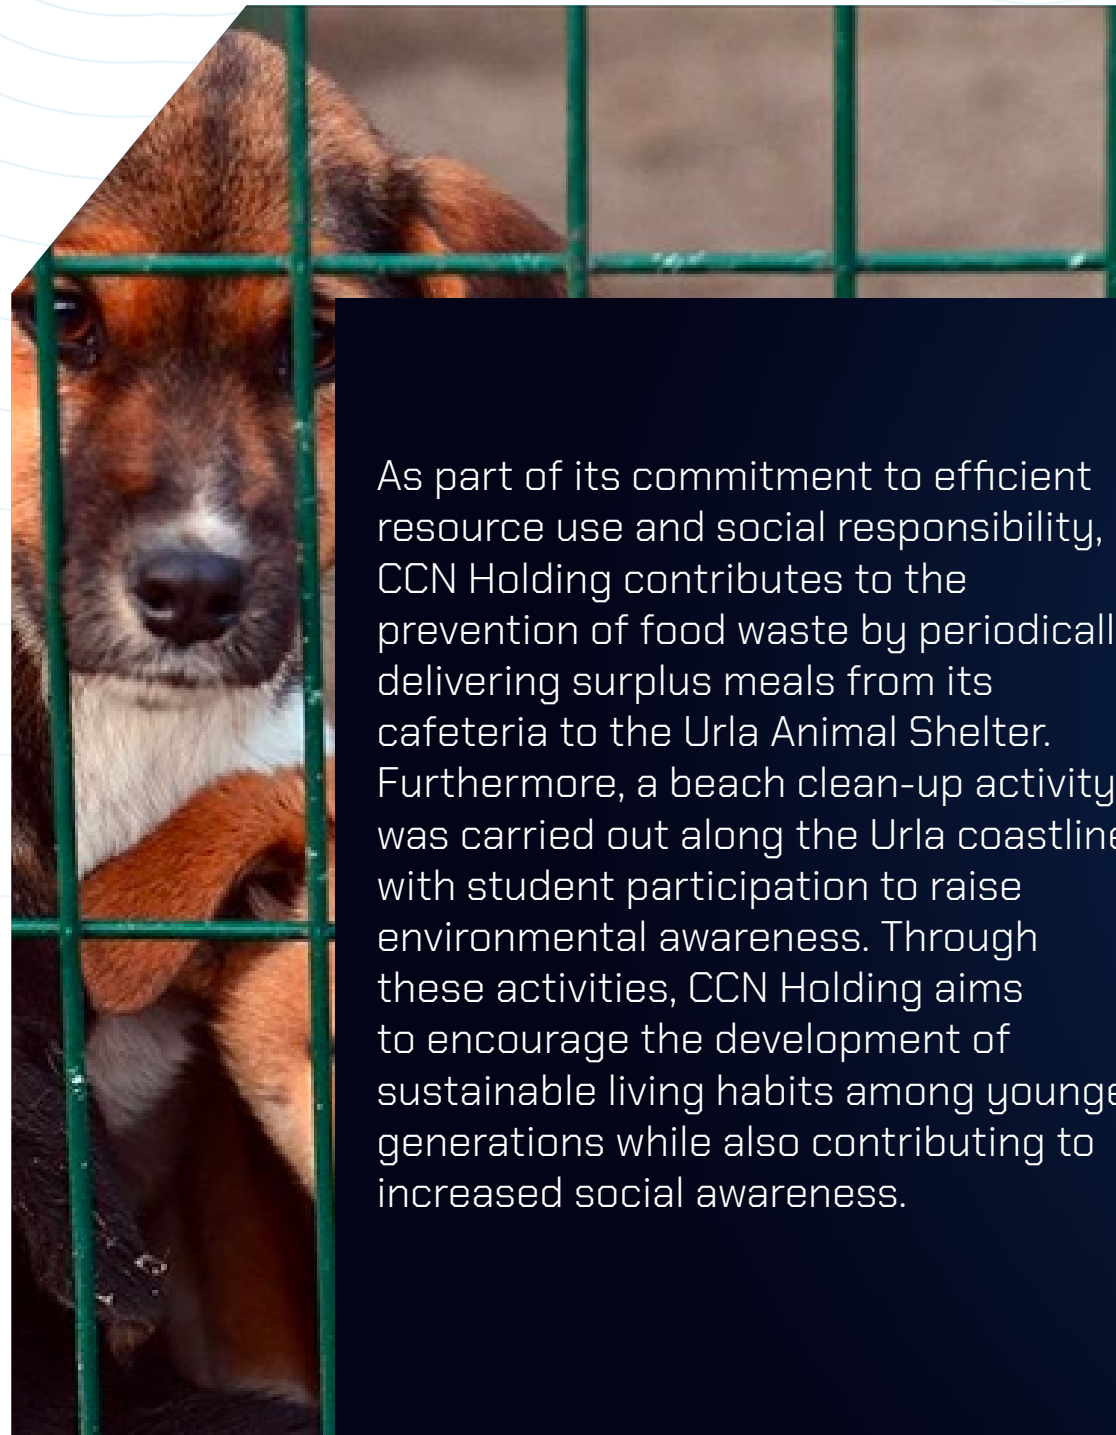 As part of its commitment to efficient
resource use and social responsibility,
CCN Holding contributes to the
prevention of food waste by periodicall
delivering surplus meals from its
cafeteria to the Urla Animal Shelter.
Furthermore, a beach clean-up activity
was carried out along the Urla coastline
with student participation to raise
environmental awareness. Through
these activities, CCN Holding aims
to encourage the development of
sustainable living habits among younge
generations while also contributing to
increased social awareness.